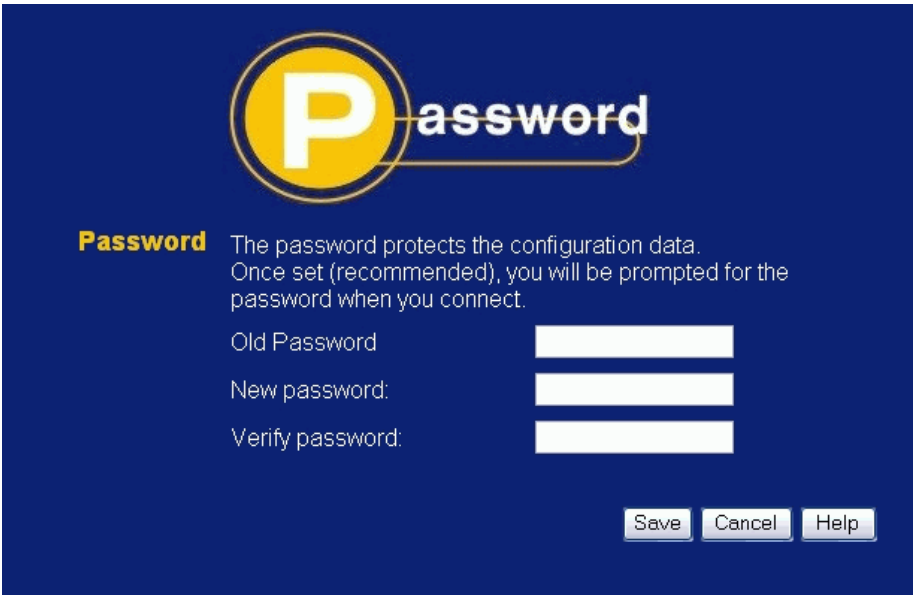 Password
Password
The password protects the configuration data.
Once set (recommended), you will be prompted for the
password when you connect.
Old Password
New password:
Verify password:
Save Cancel Help